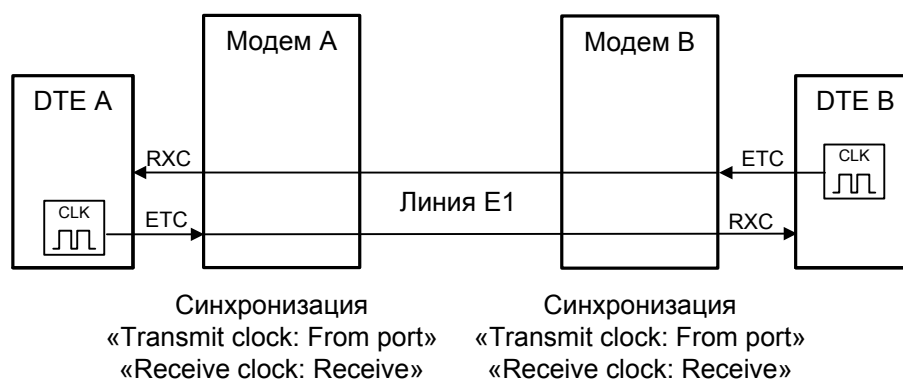 Модем А
Модем В
DTE A
DTE B
RXC
ETC
CLK
Линия Е1
CLK
ETC
RXC
Синхронизация
«Transmit clock: From port»
«Receive clock: Receive»
Синхронизация
«Transmit clock: From port»
«Receive clock: Receive»